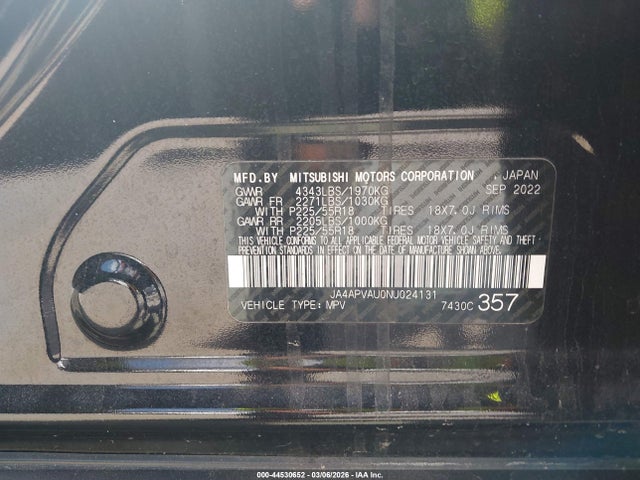 MFD.BY MITSUBISHI MOTORS CORPORATION , JAPAN
GVWR 4343LBS/1970KG SEP 2022
GAWR FR 2271LBS/1030KG
WITH P225/55R18 TIRES 18X7.0J RIMS
GAWR RR 2205LBS/1000KG
WITH P225/55R18 TIRES 18X7.0J RIMS
THIS VEHICLE CONFORMS TO ALL APPLICABLE FEDERAL MOTOR VEHICLE SAFETY AND THEFT
PREVENTION STANDARDS IN EFFECT ON THE DATE OF MANUFACTURE SHOWN ABOVE.
JA4APVAU0NU024131
VEHICLE TYPE: MPV 7430C 357
000-44530652 - 03/06/2026 - © IAA Holdings, LLC